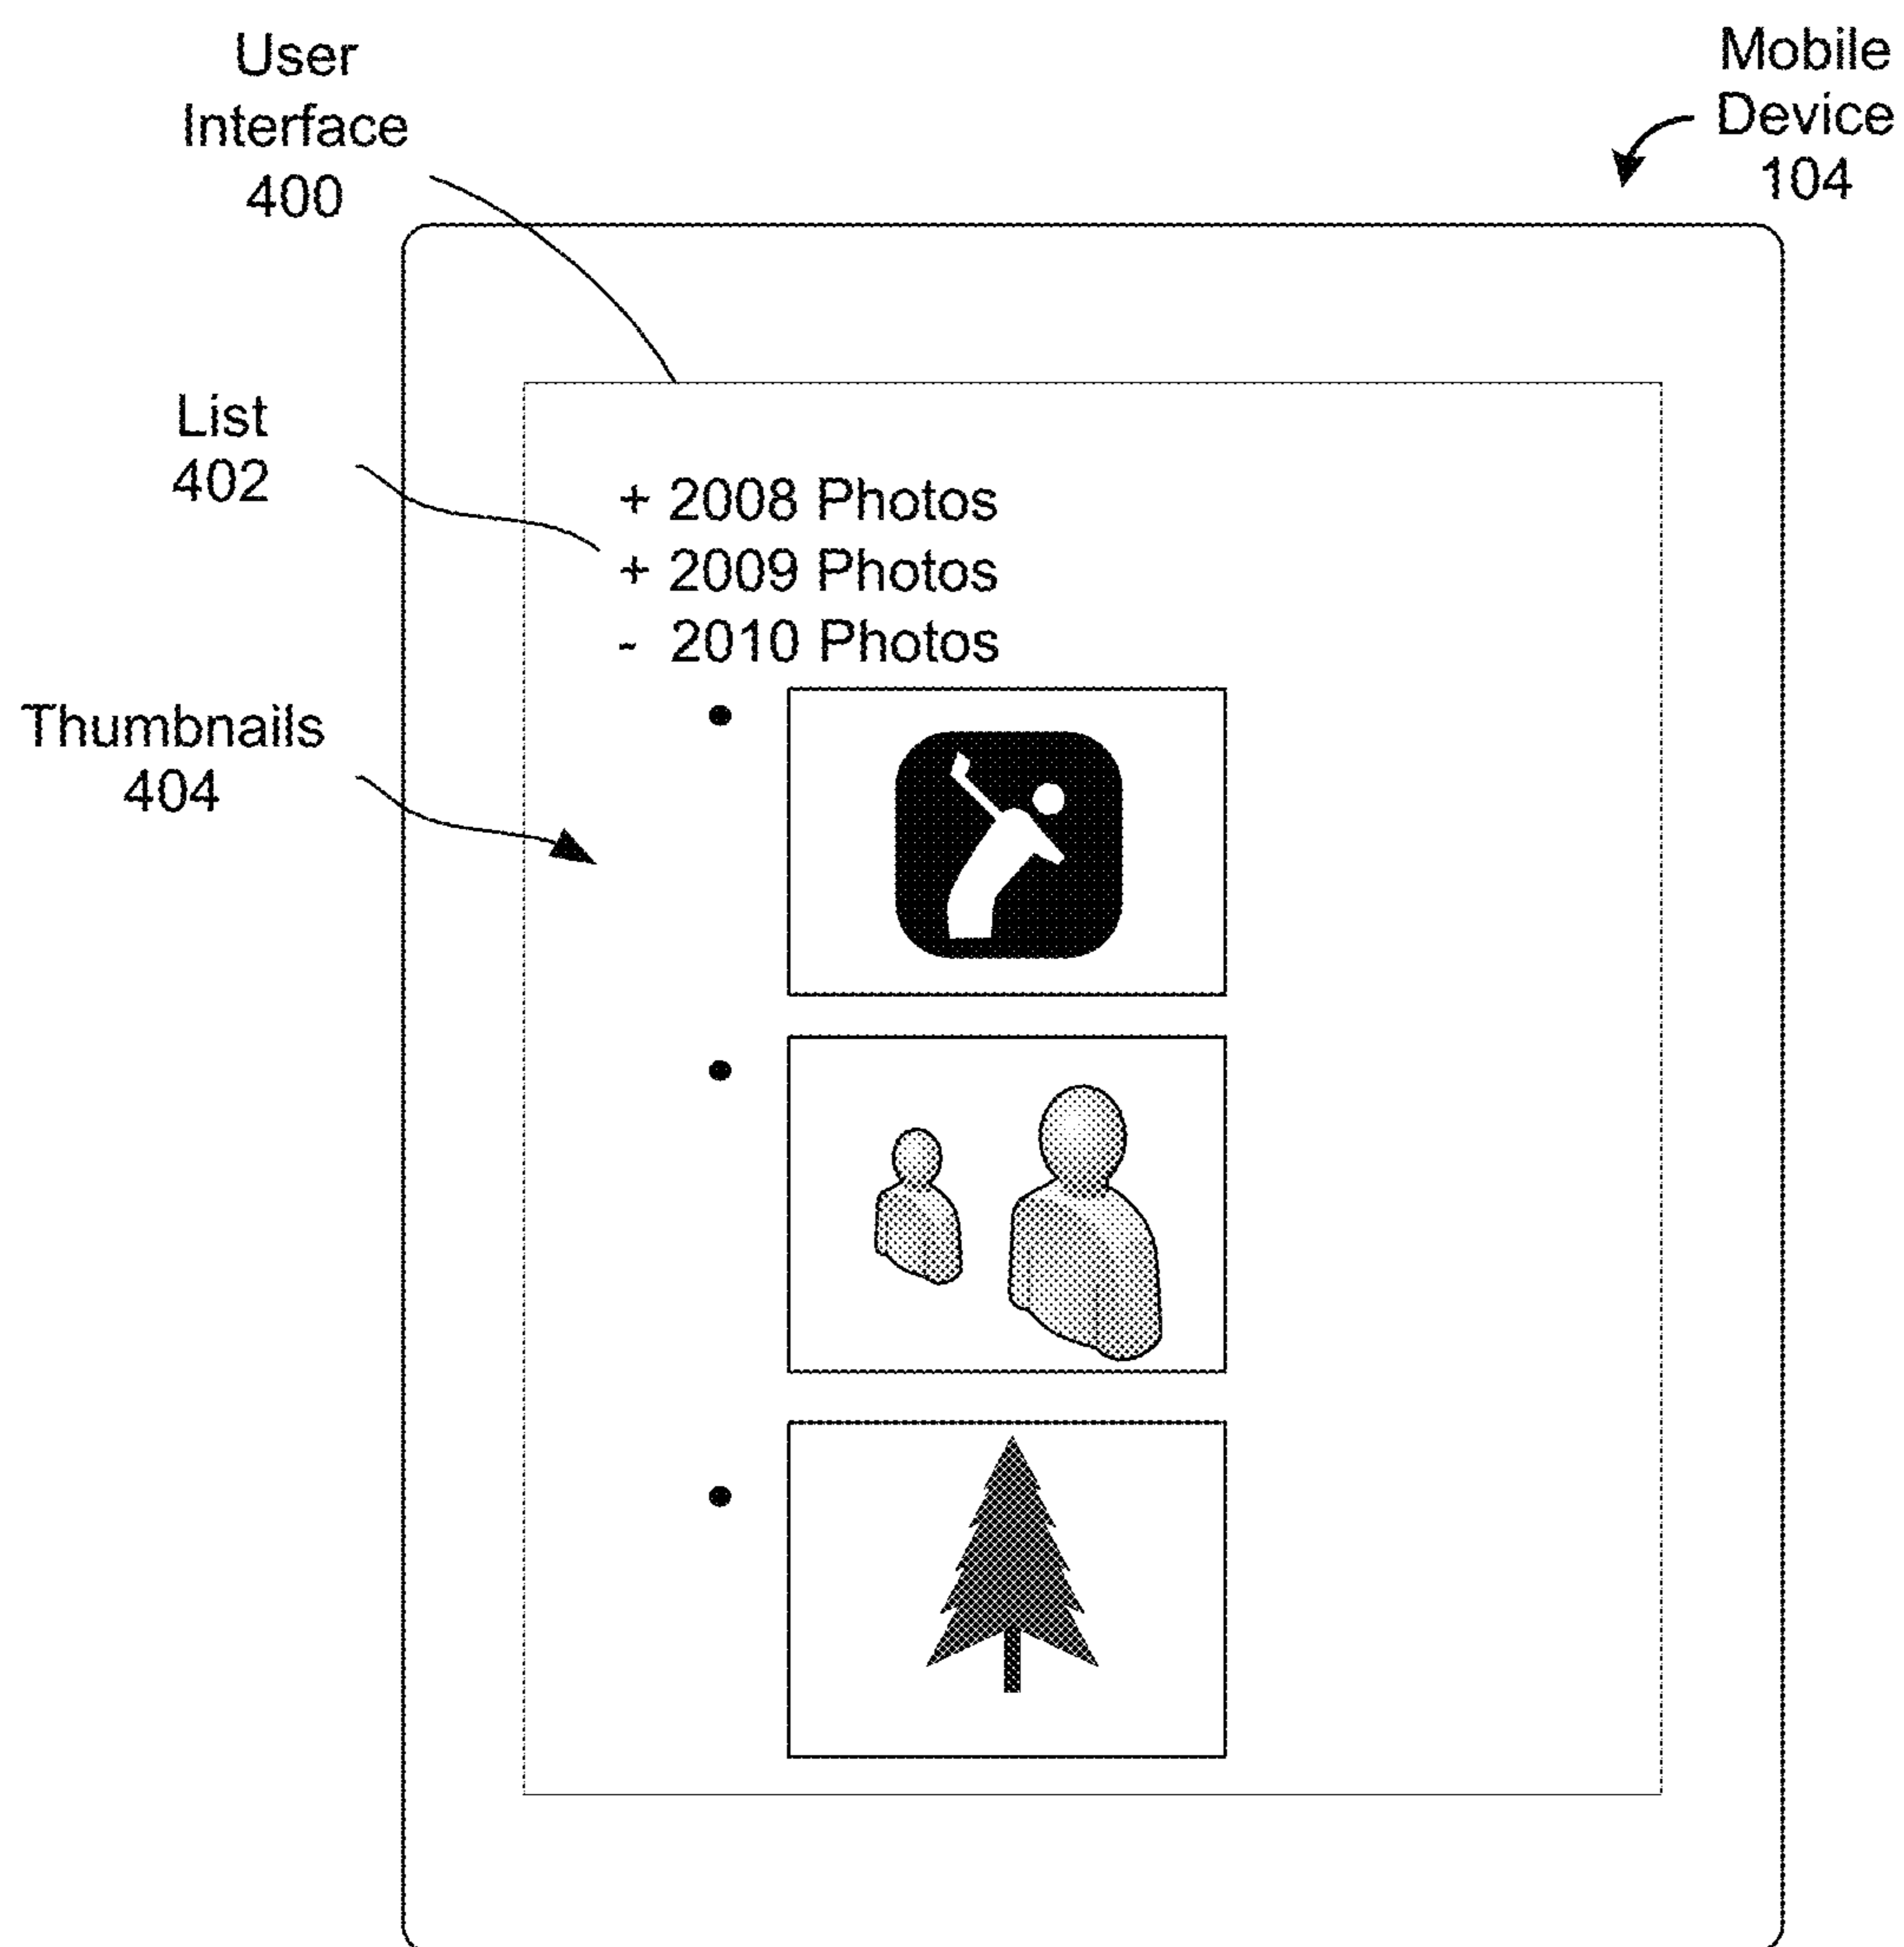 User
Interface
400
Mobile
Device
104
List
402
+ 2008 Photos
+ 2009 Photos
- 2010 Photos
Thumbnails
404